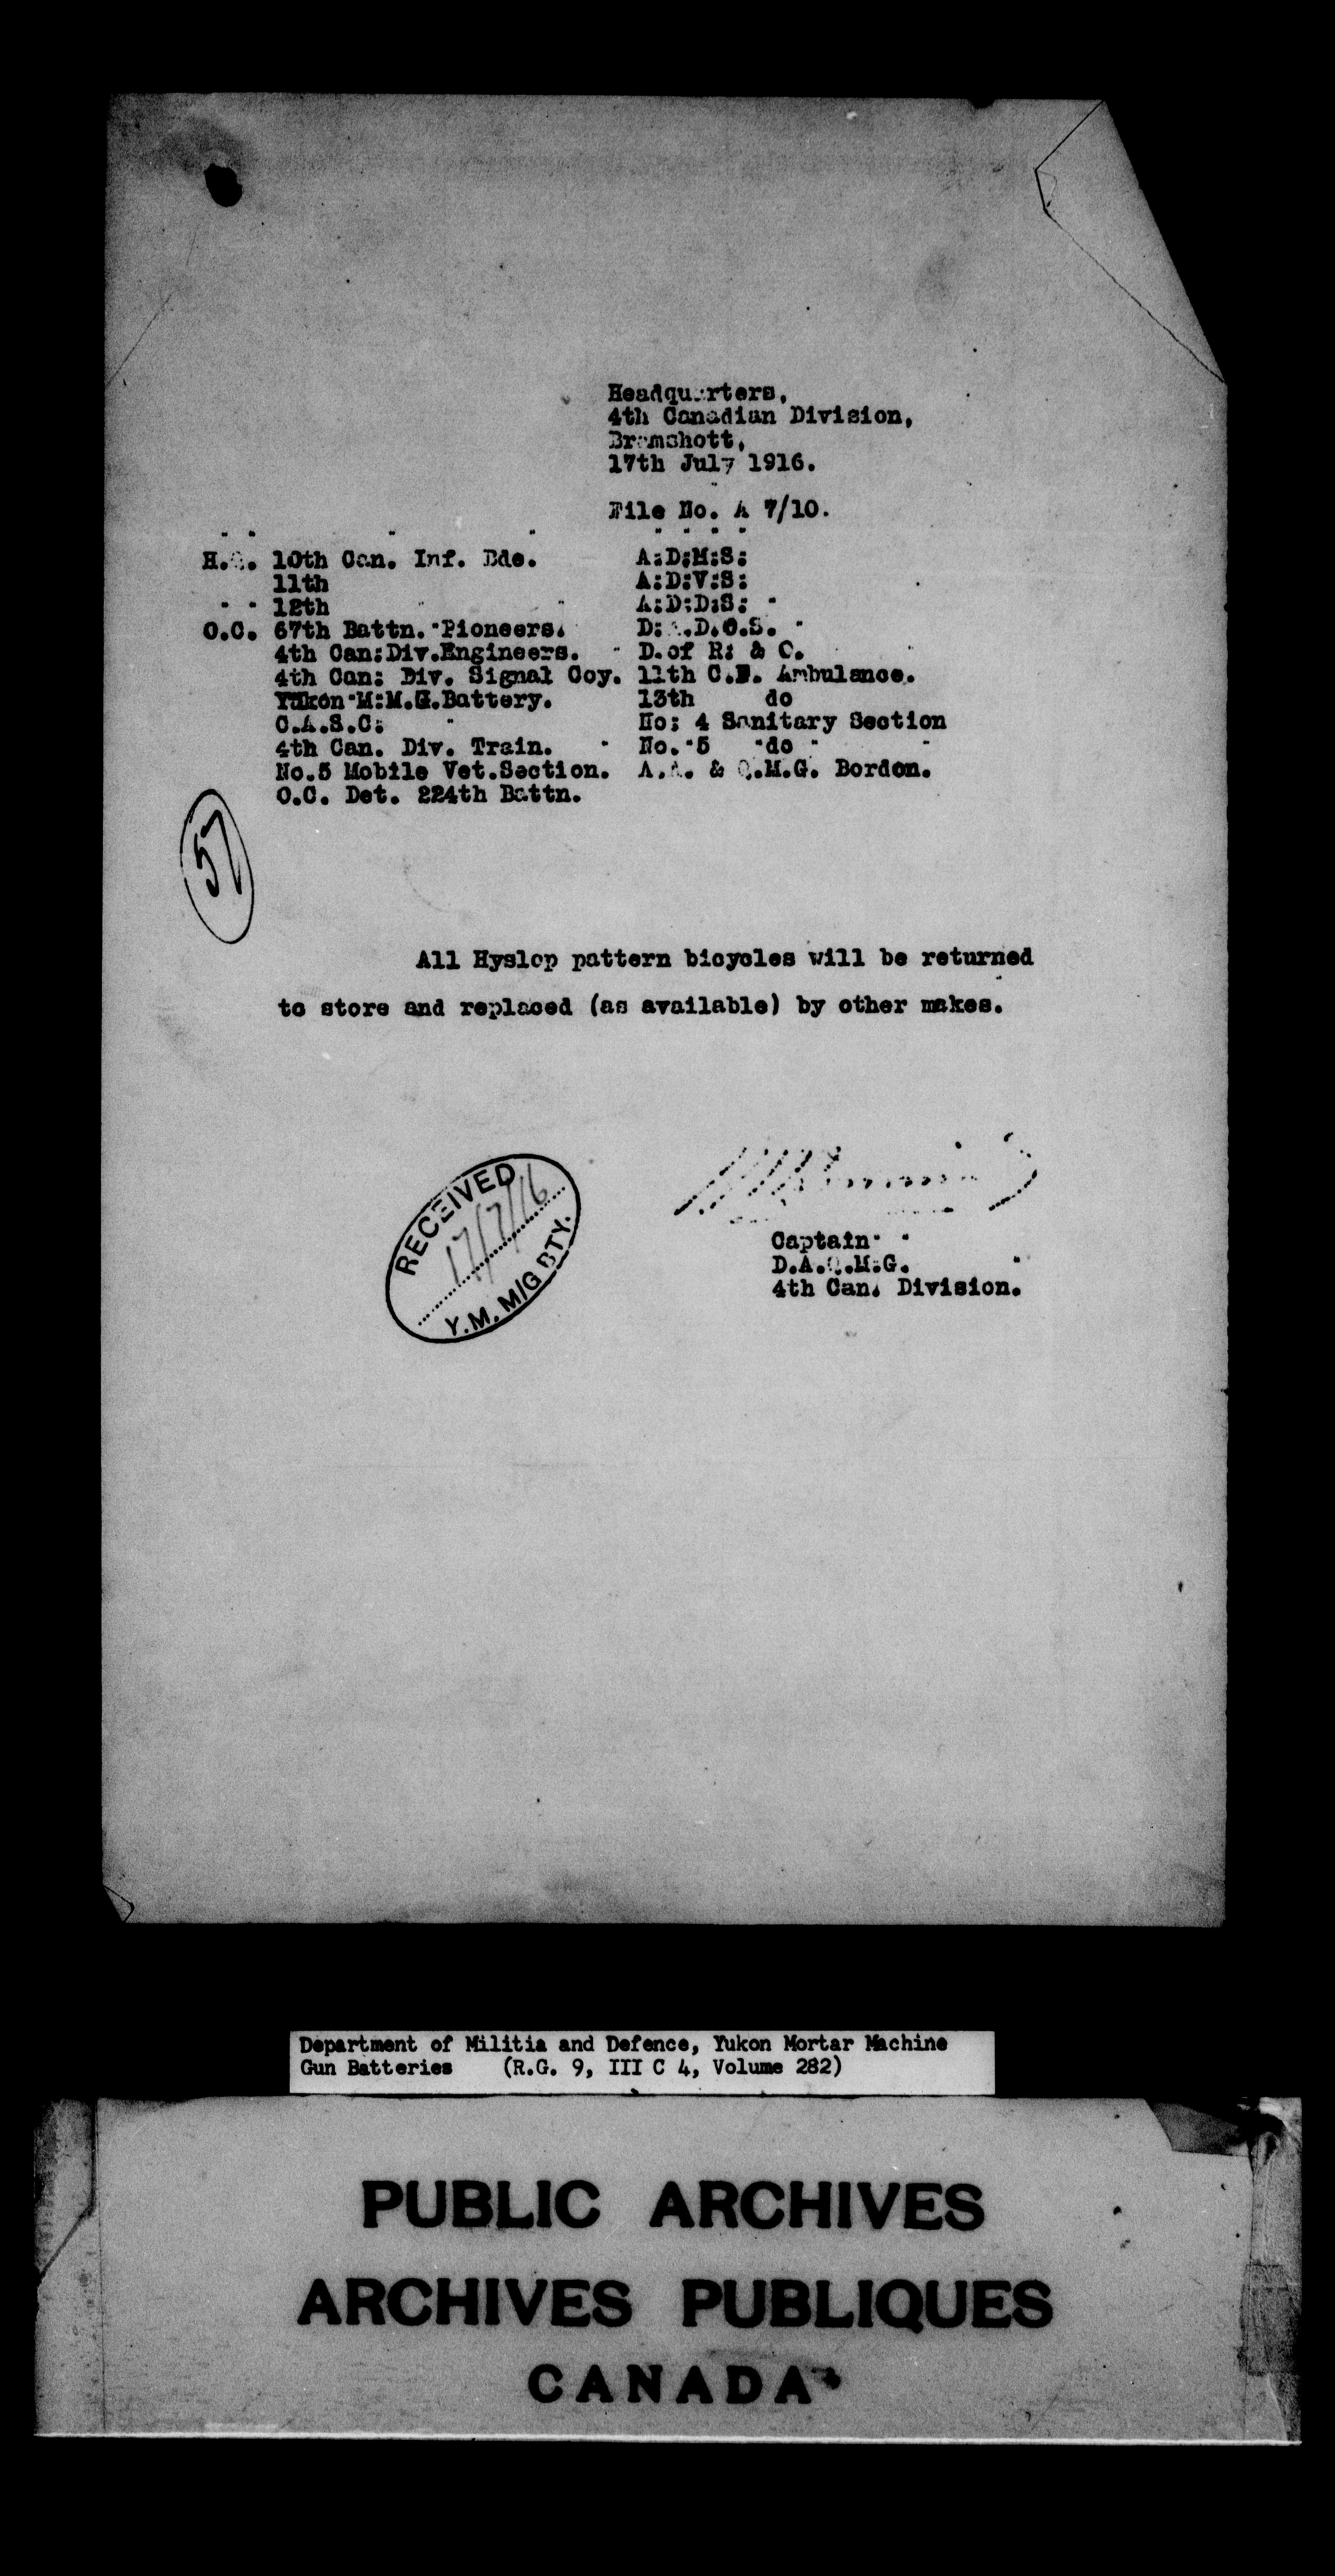 Headquarters,
4th Canadian Division,
Bramshott,
17th July 1916.
File No. A 7/10.
H.Q. 10th Can. Inf. Bde.
11th
" " 12th " "
O.C. 67th Battn. Pioneers.
4th Can: Div. Engineers.
4th Can: Div. Signal Coy.
Yukon M:M.G. Battery.
C.A.S.C:
4th Can. Div. Train.
No.5 Mobile Vet. Section.
O.C. Det. 224th Battn.
A:D:M:S:
A:D:V:S:
A:D:D:S:
D:A.D.O.S.
D. of R: & C.
11th C.F. Ambulance.
13th do
No: 4 Sanitary Section
No. 5 do
A.A. & Q.M.G. Bordon.
57
All Hyslop pattern bicycles will be returned
to store and replaced (as available) by other makes.
RECEIVED
17/7/16
Y.M. M/G BTY.
Captain
D.A.Q.M.G.
4th Can. Division.
Department of Militia and Defence, Yukon Mortar Machine
Gun Batteries (R.G. 9, III C 4, Volume 282)
PUBLIC ARCHIVES
ARCHIVES PUBLIQUES
CANADA